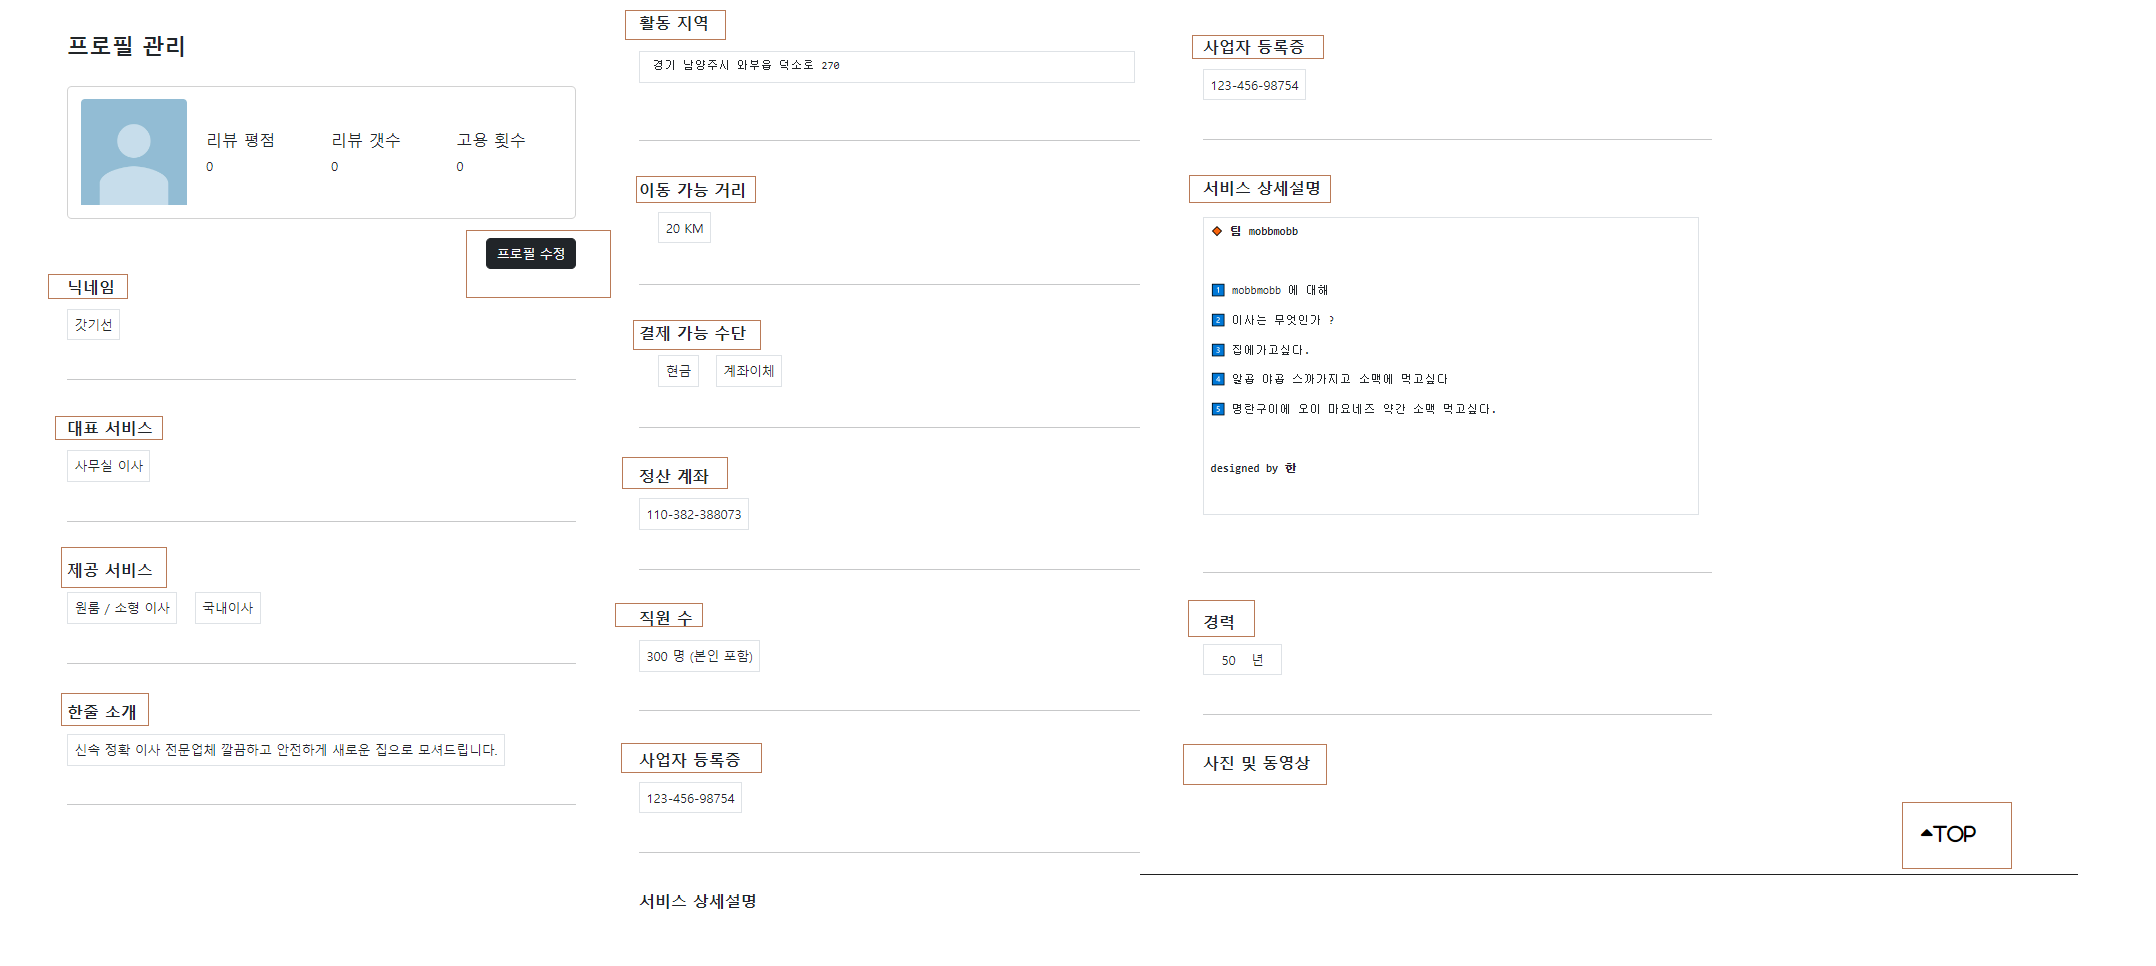 프로필 관리
리뷰 평점
리뷰 갯수
고용 횟수
0
0
0
프로필 수정
닉네임
갓기선
대표 서비스
사무실 이사
제공 서비스
원룸 / 소형 이사
국내이사
한줄 소개
신속 정확 이사 전문업체 깔끔하고 안전하게 새로운 집으로 모셔드립니다.
활동 지역
경기 남양주시 와부읍 덕소로 270
이동 가능 거리
20 KM
결제 가능 수단
현금
계좌이체
정산 계좌
110-382-388073
직원 수
300 명 (본인 포함)
사업자 등록증
123-456-98754
서비스 상세설명
사업자 등록증
123-456-98754
서비스 상세설명
팀 mobbmobb
1 mobbmobb 에 대해
2 이사는 무엇인가 ?
3 집에가고싶다.
4 알곱 야곱 스까가지고 소맥에 먹고싶다
5 명한구이에 오이 마요네즈 약간 소맥 먹고싶다.
designed by 한
경력
50 년
사진 및 동영상
TOP